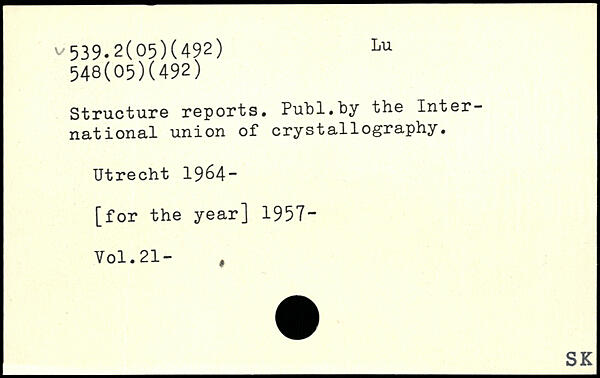 539.2(05)(492) Lu
548(05)(492)
Structure reports. Publ.by the Inter-
national union of crystallography.
Utrecht 1964-
[for the year] 1957-
Vol.21-
SK